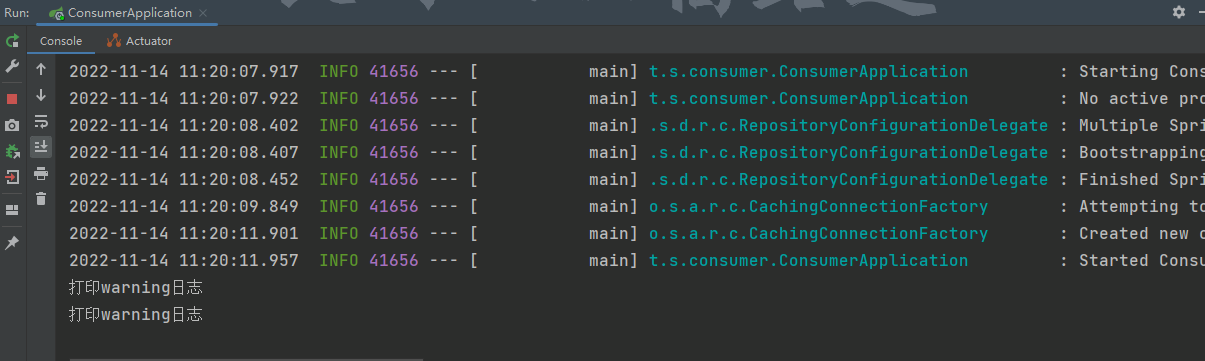 Run: ConsumerApplication
Console Actuator
2022-11-14 11:20:07.917 INFO 41656 --- [ main] t.s.consumer.ConsumerApplication : Starting Cons
2022-11-14 11:20:07.922 INFO 41656 --- [ main] t.s.consumer.ConsumerApplication : No active pro
2022-11-14 11:20:08.402 INFO 41656 --- [ main] .s.d.r.c.RepositoryConfigurationDelegate : Multiple Spri
2022-11-14 11:20:08.407 INFO 41656 --- [ main] .s.d.r.c.RepositoryConfigurationDelegate : Bootstrapping
2022-11-14 11:20:08.452 INFO 41656 --- [ main] .s.d.r.c.RepositoryConfigurationDelegate : Finished Spri
2022-11-14 11:20:09.849 INFO 41656 --- [ main] o.s.a.r.c.CachingConnectionFactory : Attempting to
2022-11-14 11:20:11.901 INFO 41656 --- [ main] o.s.a.r.c.CachingConnectionFactory : Created new c
2022-11-14 11:20:11.957 INFO 41656 --- [ main] t.s.consumer.ConsumerApplication : Started Consu
打印warning日志
打印warning日志